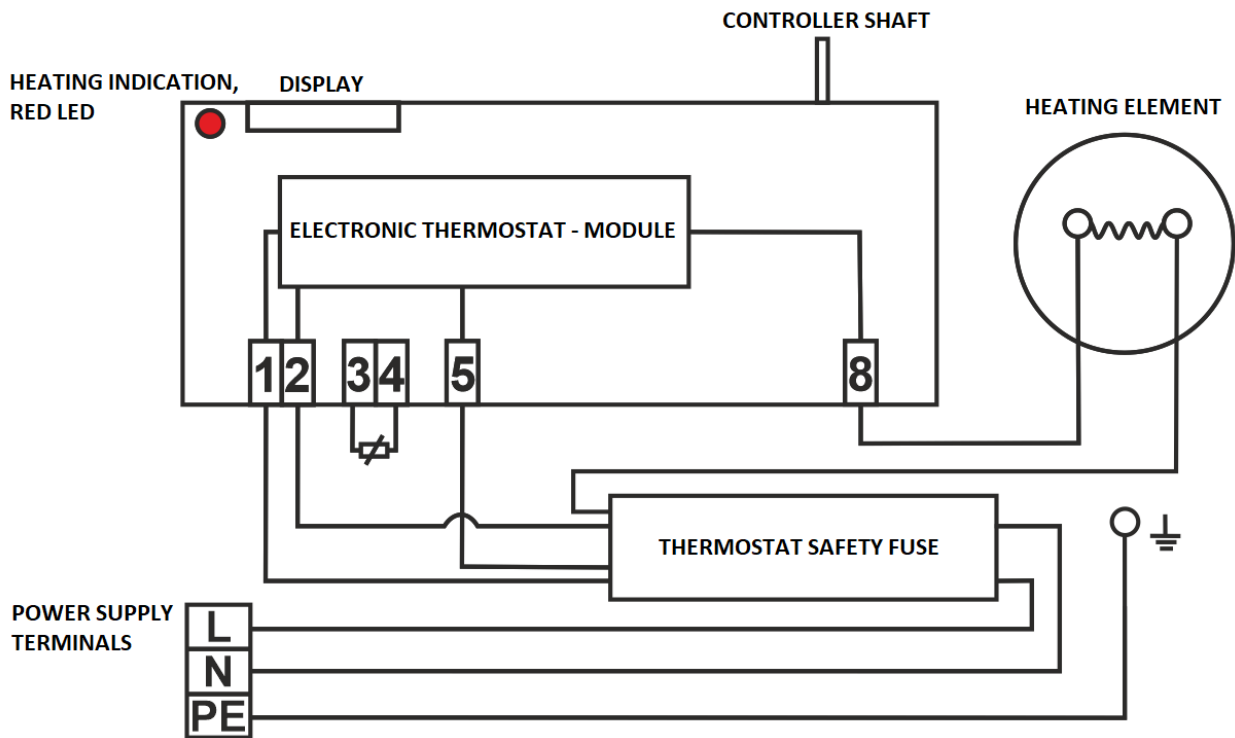 CONTROLLER SHAFT
HEATING INDICATION,
RED LED
DISPLAY
HEATING ELEMENT
ELECTRONIC THERMOSTAT - MODULE
1 2 3 4 5 8
THERMOSTAT SAFETY FUSE
POWER SUPPLY
TERMINALS
L
N
PE